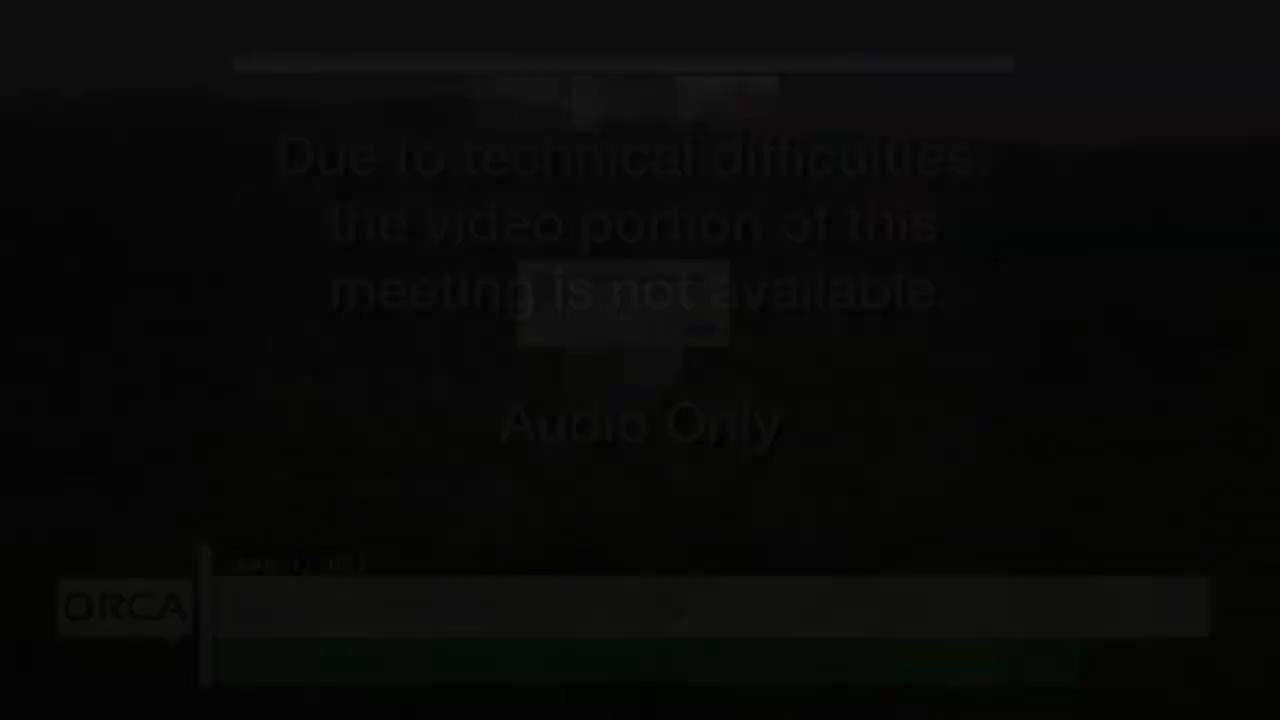 Due to technical difficulties,
the video portion of this
meeting is not available.
Audio Only
ORCA